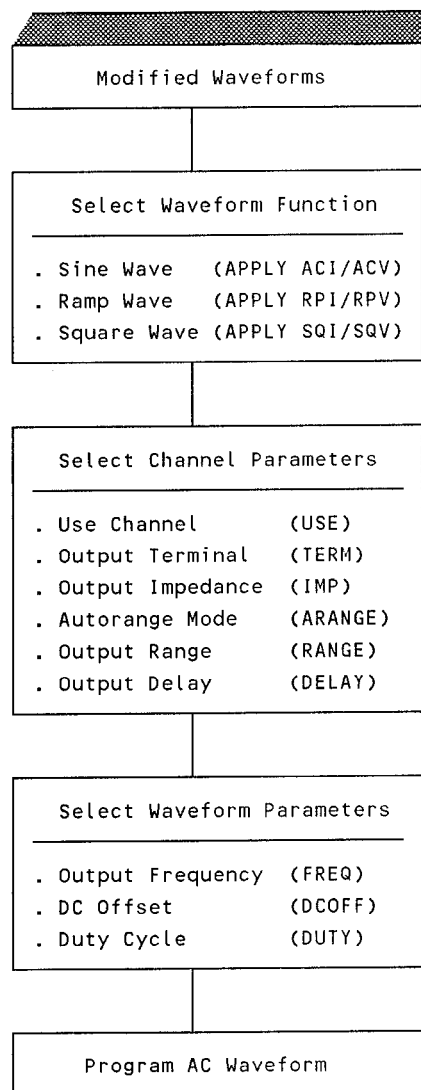 Modified Waveforms
Select Waveform Function
. Sine Wave (APPLY ACI/ACV)
. Ramp Wave (APPLY RPI/RPV)
. Square Wave (APPLY SQI/SQV)
Select Channel Parameters
. Use Channel (USE)
. Output Terminal (TERM)
. Output Impedance (IMP)
. Autorange Mode (ARANGE)
. Output Range (RANGE)
. Output Delay (DELAY)
Select Waveform Parameters
. Output Frequency (FREQ)
. DC Offset (DCOFF)
. Duty Cycle (DUTY)
Program AC Waveform